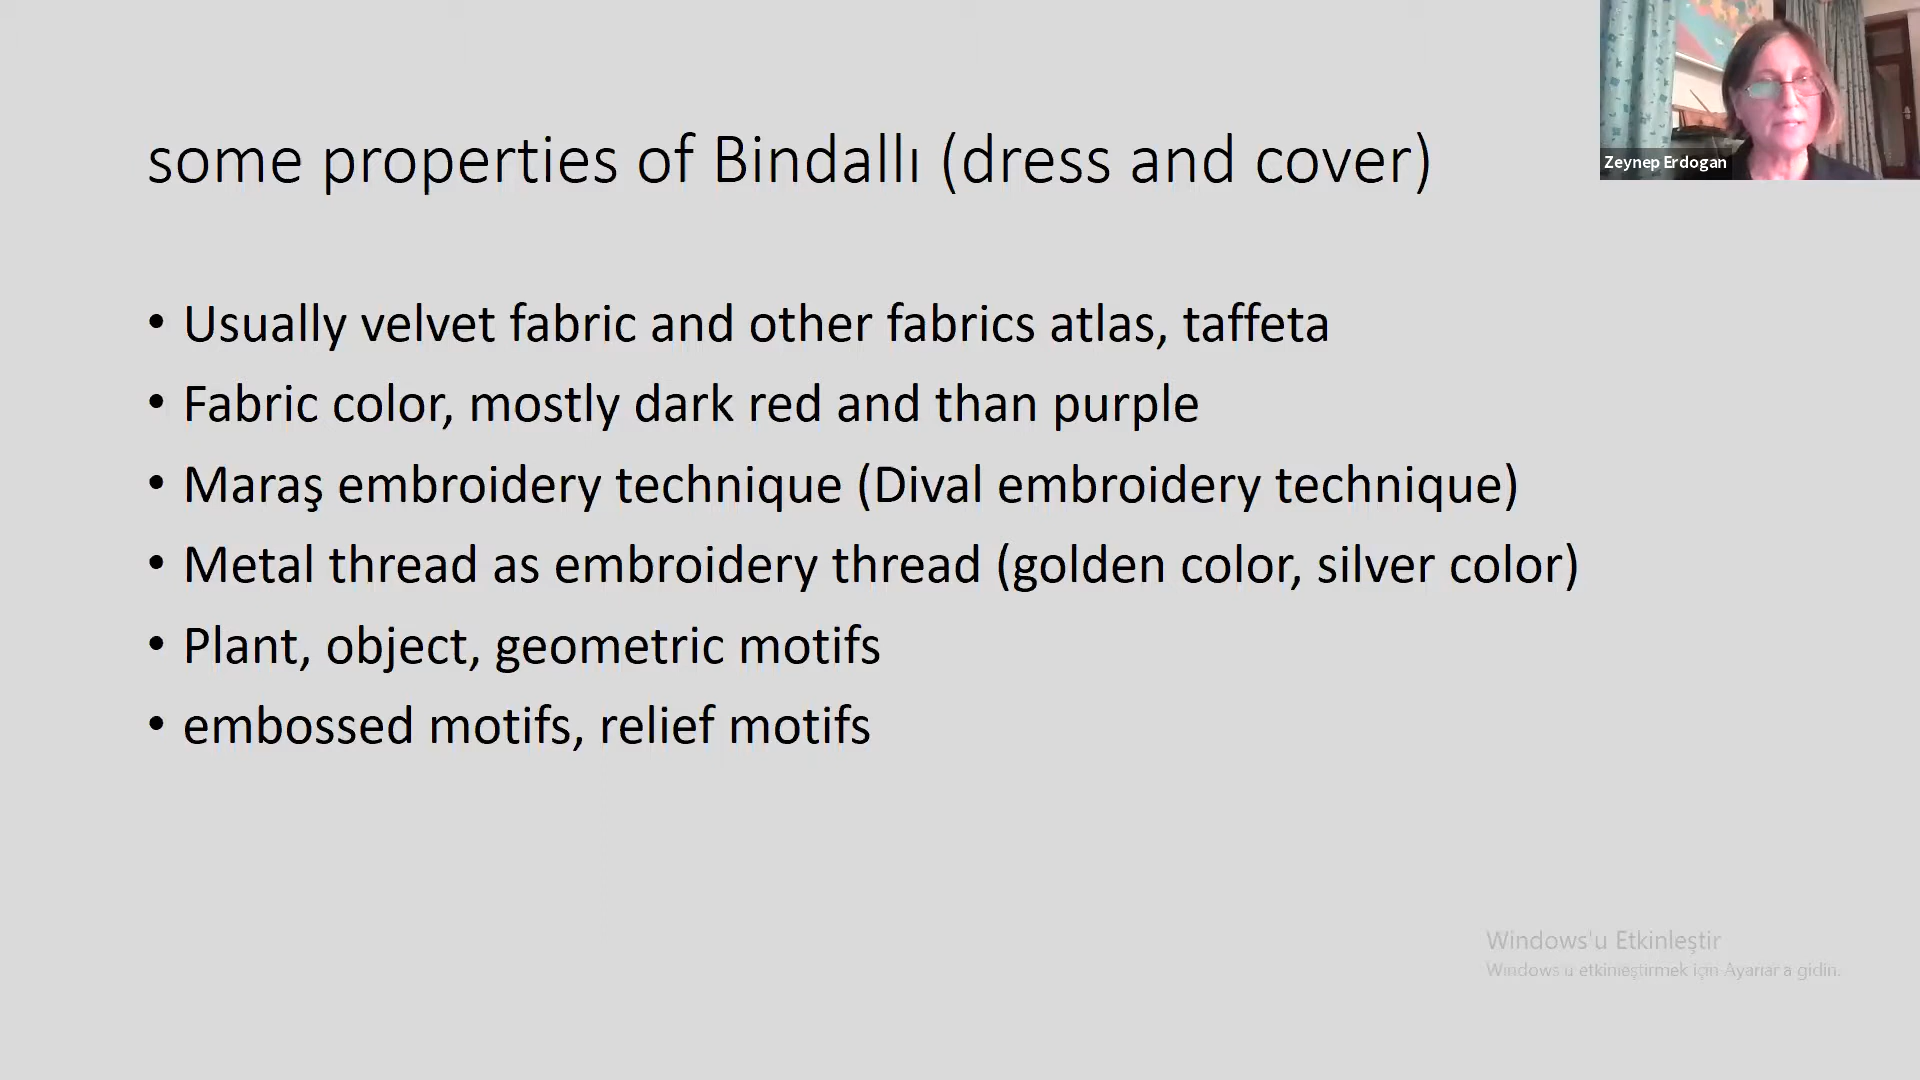 some properties of Bindallı (dress and cover)
Zeynep Erdogan
• Usually velvet fabric and other fabrics atlas, taffeta
• Fabric color, mostly dark red and than purple
• Maraş embroidery technique (Dival embroidery technique)
• Metal thread as embroidery thread (golden color, silver color)
• Plant, object, geometric motifs
• embossed motifs, relief motifs
Windows'u Etkinleştir
Windows'u etkinleştirmek için Ayarlar'a gidin.